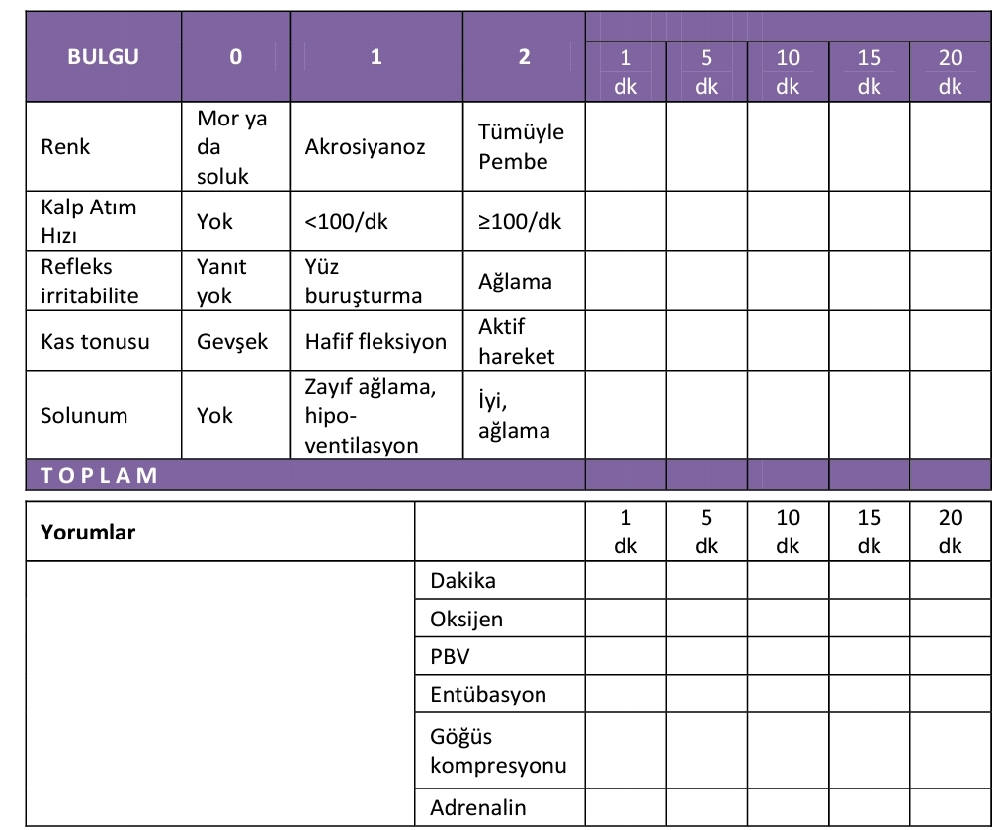 BULGU 0 1 2 1 dk 5 dk 10 dk 15 dk 20 dk
Renk
Mor ya
da
soluk
Akrosiyanoz
Tümüyle
Pembe
Kalp Atım
Hızı
Yok
<100/dk
≥100/dk
Refleks
irritabilite
Yanıt
yok
Yüz
buruşturma
Ağlama
Kas tonusu
Gevşek
Hafif fleksiyon
Aktif
hareket
Solunum
Yok
Zayıf ağlama,
hipo-
ventilasyon
İyi,
ağlama
T O P L A M
Yorumlar
1 dk 5 dk 10 dk 15 dk 20 dk
Dakika
Oksijen
PBV
Entübasyon
Göğüs
kompresyonu
Adrenalin